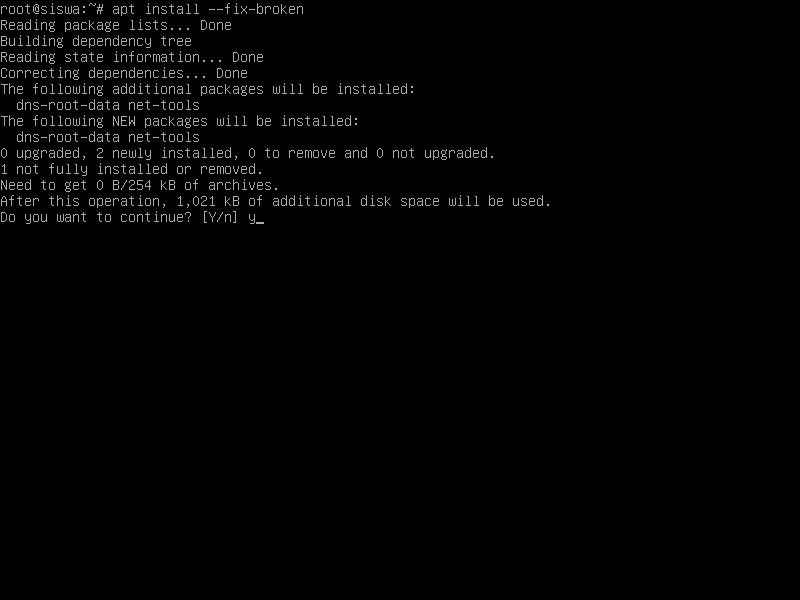 root@siswa:~# apt install --fix-broken
Reading package lists... Done
Building dependency tree
Reading state information... Done
Correcting dependencies... Done
The following additional packages will be installed:
  dns-root-data net-tools
The following NEW packages will be installed:
  dns-root-data net-tools
0 upgraded, 2 newly installed, 0 to remove and 0 not upgraded.
1 not fully installed or removed.
Need to get 0 B/254 kB of archives.
After this operation, 1,021 kB of additional disk space will be used.
Do you want to continue? [Y/n] y_